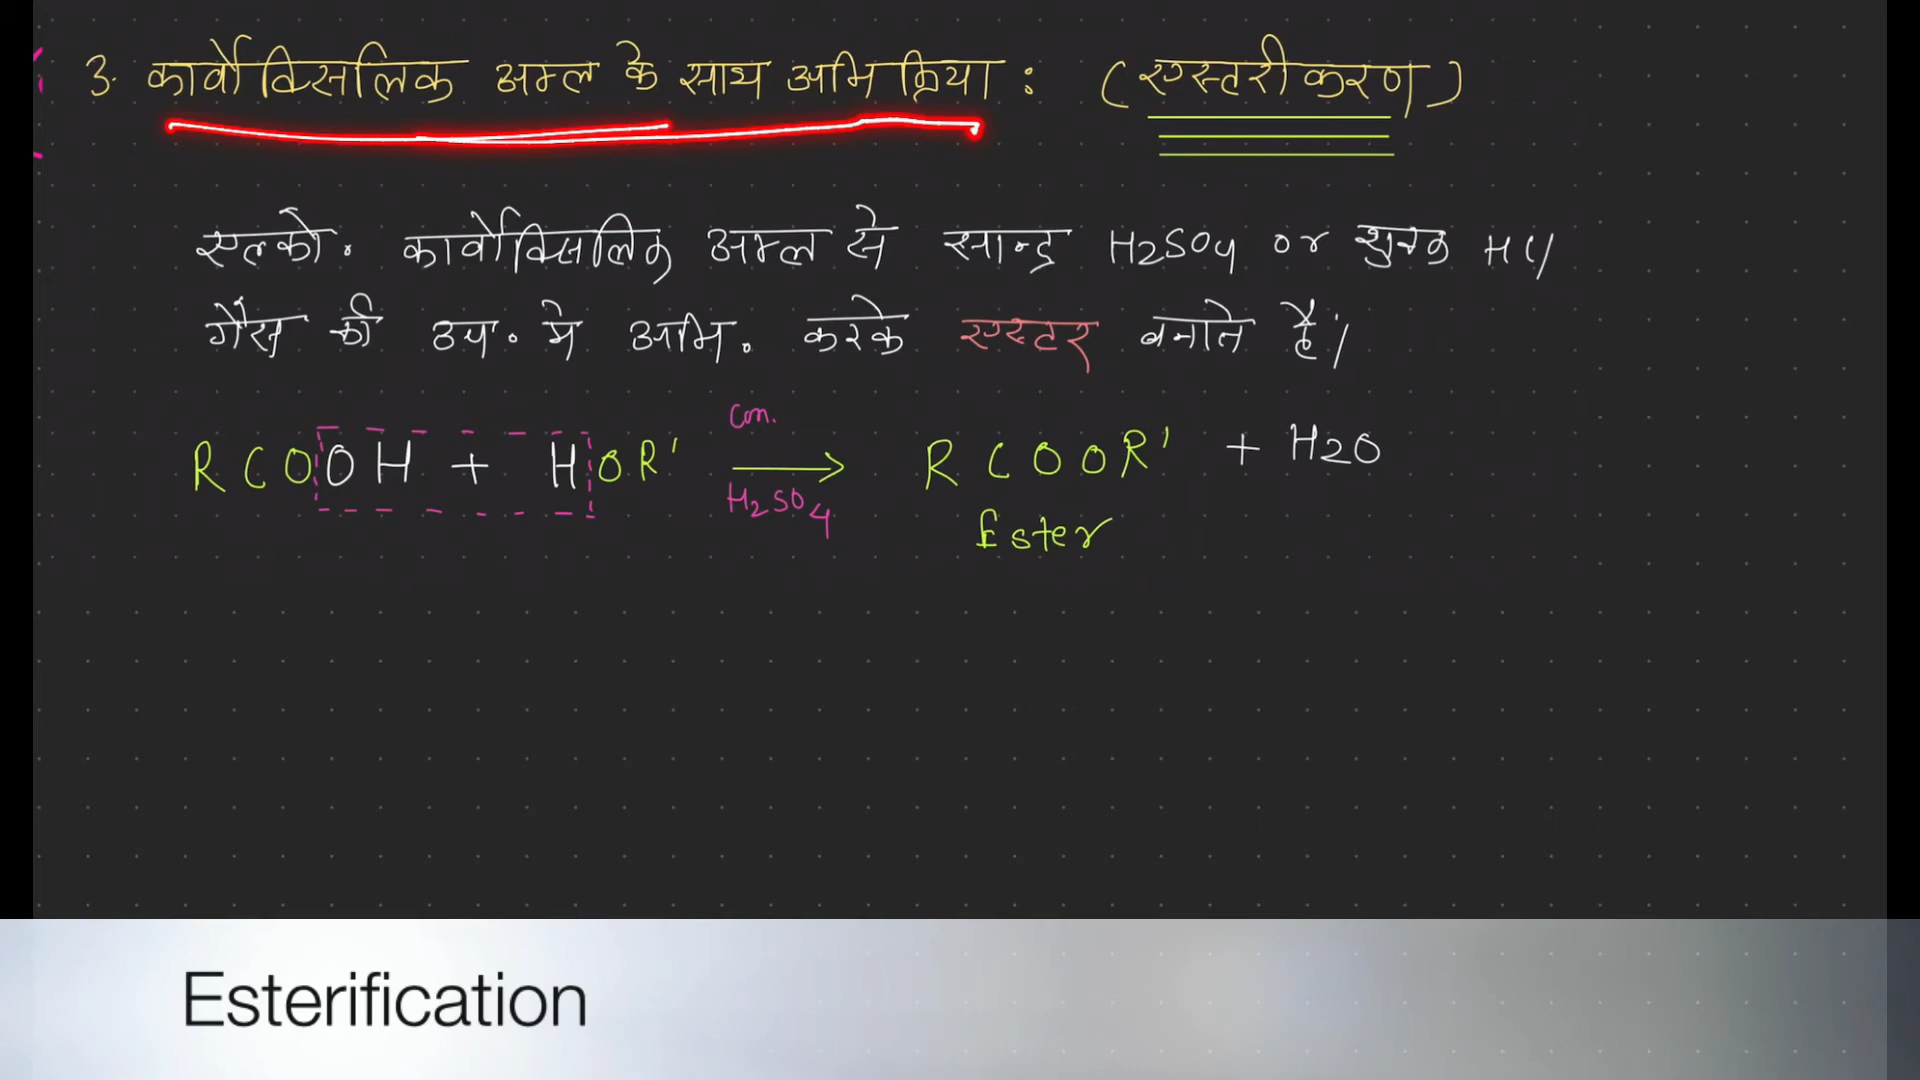 3. कार्बोक्सिलिक अम्ल के साथ अभिक्रिया : (एस्टरीकरण)
एल्को. कार्बोक्सिलिक अम्ल से सान्द्र H2SO4 or शुष्क HCl
गैस की उप. मे अभि. करके एस्टर बनाते है।
Con.
RCOOH + HOR' → RCOOR' + H2O
H2SO4
Ester
Esterification